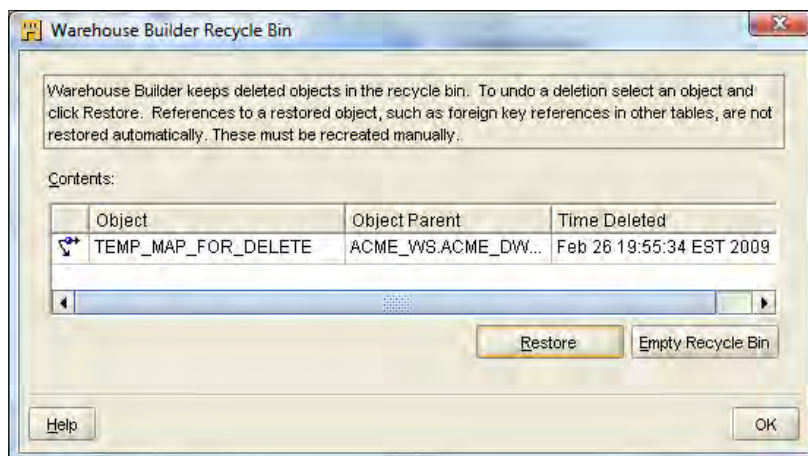 Warehouse Builder Recycle Bin
Warehouse Builder keeps deleted objects in the recycle bin. To undo a deletion select an object and
click Restore. References to a restored object, such as foreign key references in other tables, are not
restored automatically. These must be recreated manually.
Contents:
Object Object Parent Time Deleted
TEMP_MAP_FOR_DELETE ACME_WS.ACME_DW... Feb 26 19:55:34 EST 2009
Restore Empty Recycle Bin
Help OK